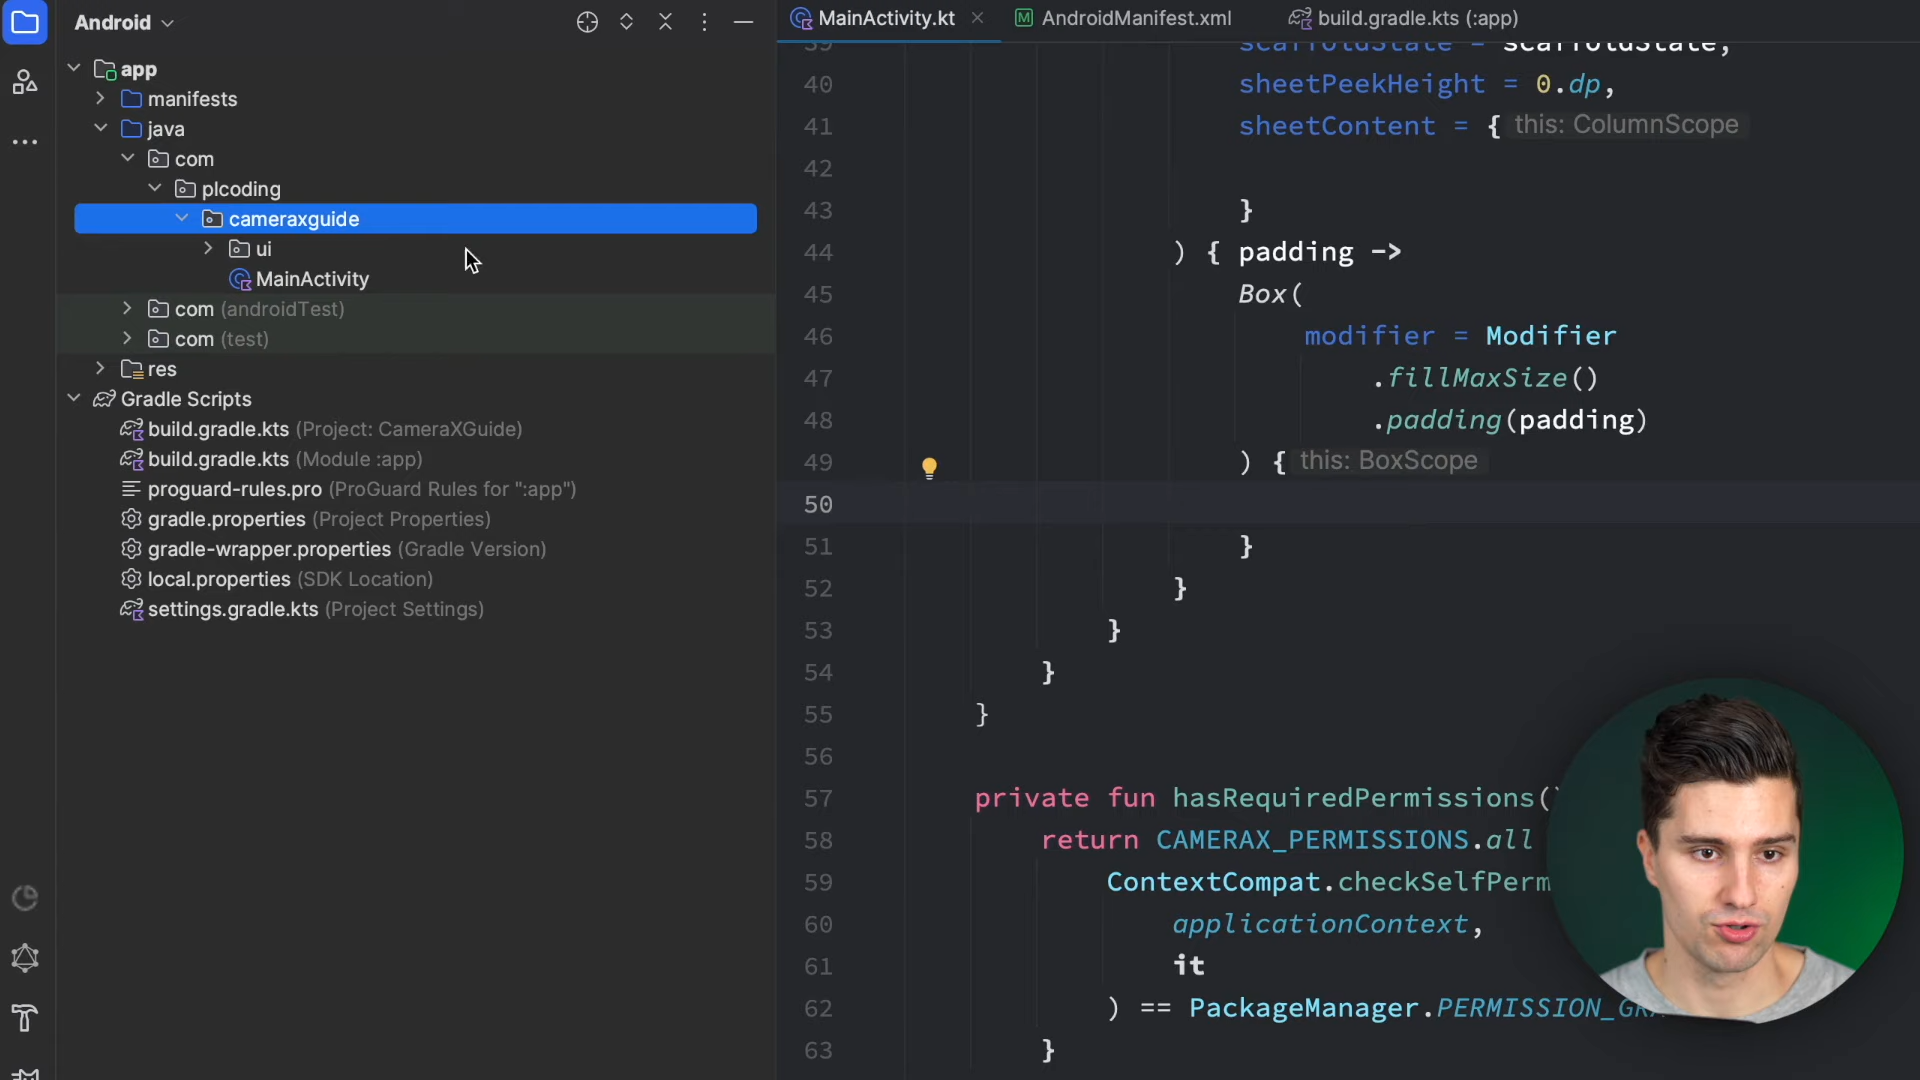 Android
MainActivity.kt
AndroidManifest.xml
build.gradle.kts (:app)
app
manifests
java
com
plcoding
cameraxguide
ui
MainActivity
com (androidTest)
com (test)
res
Gradle Scripts
build.gradle.kts (Project: CameraXGuide)
build.gradle.kts (Module :app)
proguard-rules.pro (ProGuard Rules for ":app")
gradle.properties (Project Properties)
gradle-wrapper.properties (Gradle Version)
local.properties (SDK Location)
settings.gradle.kts (Project Settings)
39 scaffoldState = scaffoldState,
40 sheetPeekHeight = 0.dp,
41 sheetContent = { this: ColumnScope
42
43 }
44 ) { padding ->
45 Box(
46 modifier = Modifier
47 .fillMaxSize()
48 .padding(padding)
49 ) { this: BoxScope
50
51 }
52 }
53 }
54 }
55 }
56
57 private fun hasRequiredPermissions()
58 return CAMERAX_PERMISSIONS.all
59 ContextCompat.checkSelfPerm
60 applicationContext,
61 it
62 ) == PackageManager.PERMISSION_GRA
63 }